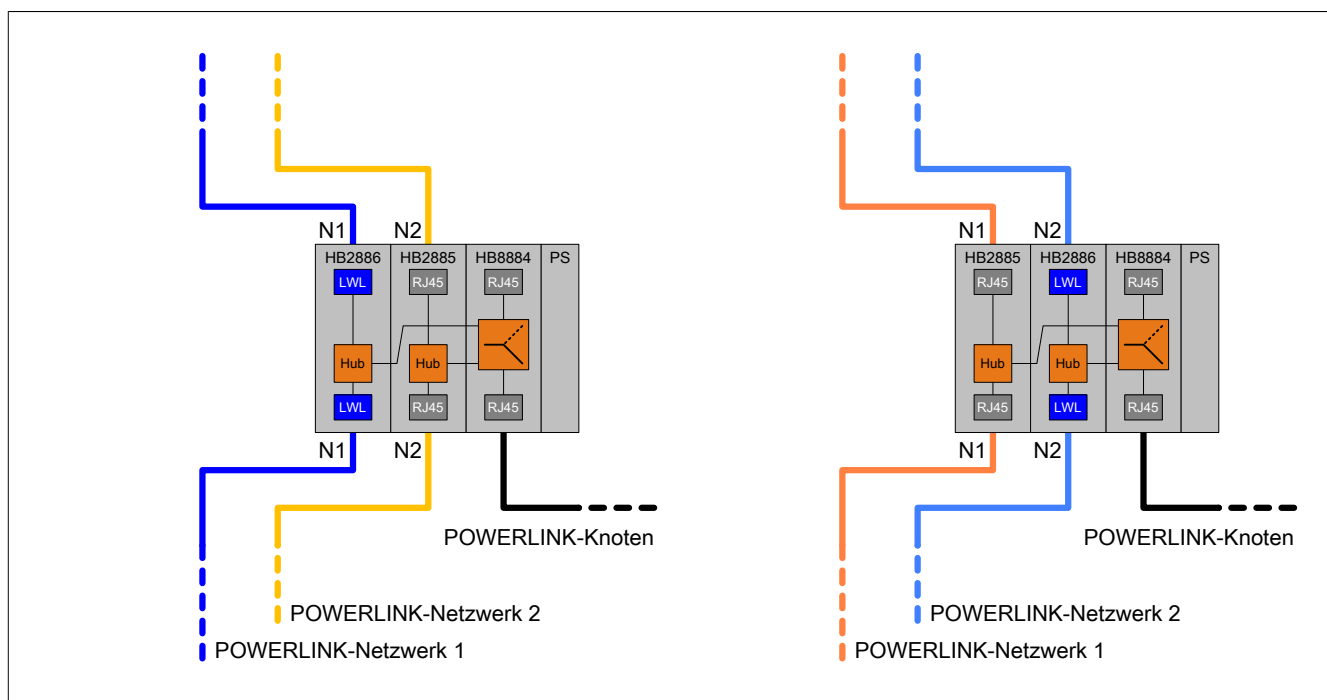 N1 N2
HB2886 HB2885 HB8884 PS
LWL RJ45 RJ45
Hub Hub
LWL RJ45 RJ45
N1 N2
POWERLINK-Knoten
POWERLINK-Netzwerk 2
POWERLINK-Netzwerk 1
N1 N2
HB2885 HB2886 HB8884 PS
RJ45 LWL RJ45
Hub Hub
RJ45 LWL RJ45
N1 N2
POWERLINK-Knoten
POWERLINK-Netzwerk 2
POWERLINK-Netzwerk 1